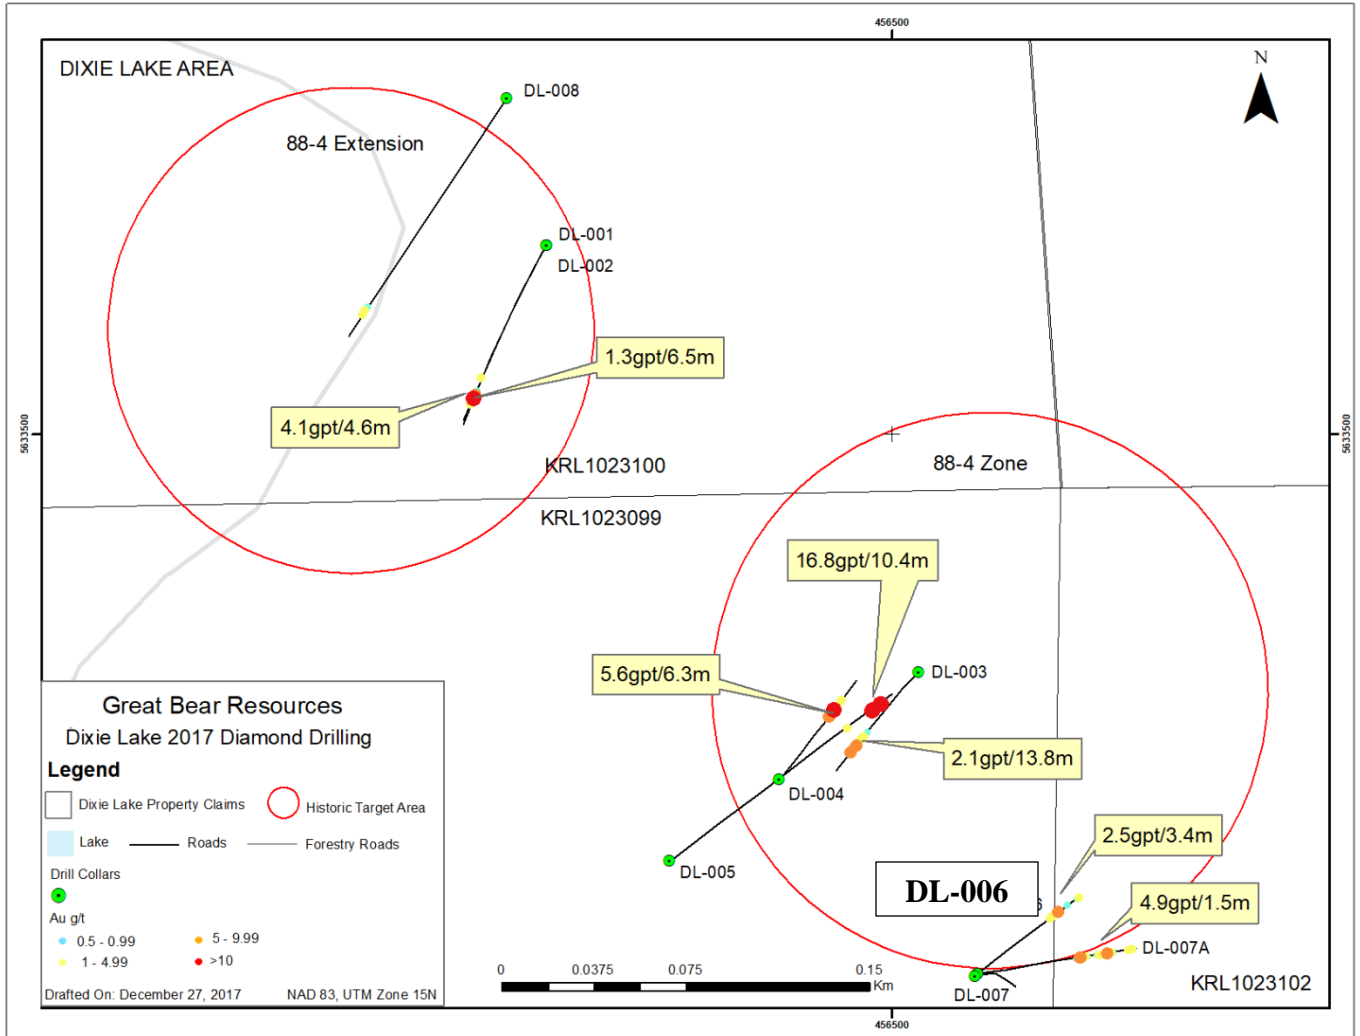 456500
DIXIE LAKE AREA
N
DL-008
88-4 Extension
DL-001
DL-002
1.3gpt/6.5m
4.1gpt/4.6m
5633500
5633500
KRL1023100
88-4 Zone
KRL1023099
16.8gpt/10.4m
5.6gpt/6.3m
DL-003
2.1gpt/13.8m
DL-004
DL-005
2.5gpt/3.4m
DL-006
4.9gpt/1.5m
DL-007A
DL-007
KRL1023102
Great Bear Resources
Dixie Lake 2017 Diamond Drilling
Legend
Dixie Lake Property Claims Historic Target Area
Lake Roads Forestry Roads
Drill Collars
Au g/t
0.5 - 0.99 5 - 9.99
1 - 4.99 >10
Drafted On: December 27, 2017 NAD 83, UTM Zone 15N
0 0.0375 0.075 0.15
Km
456500